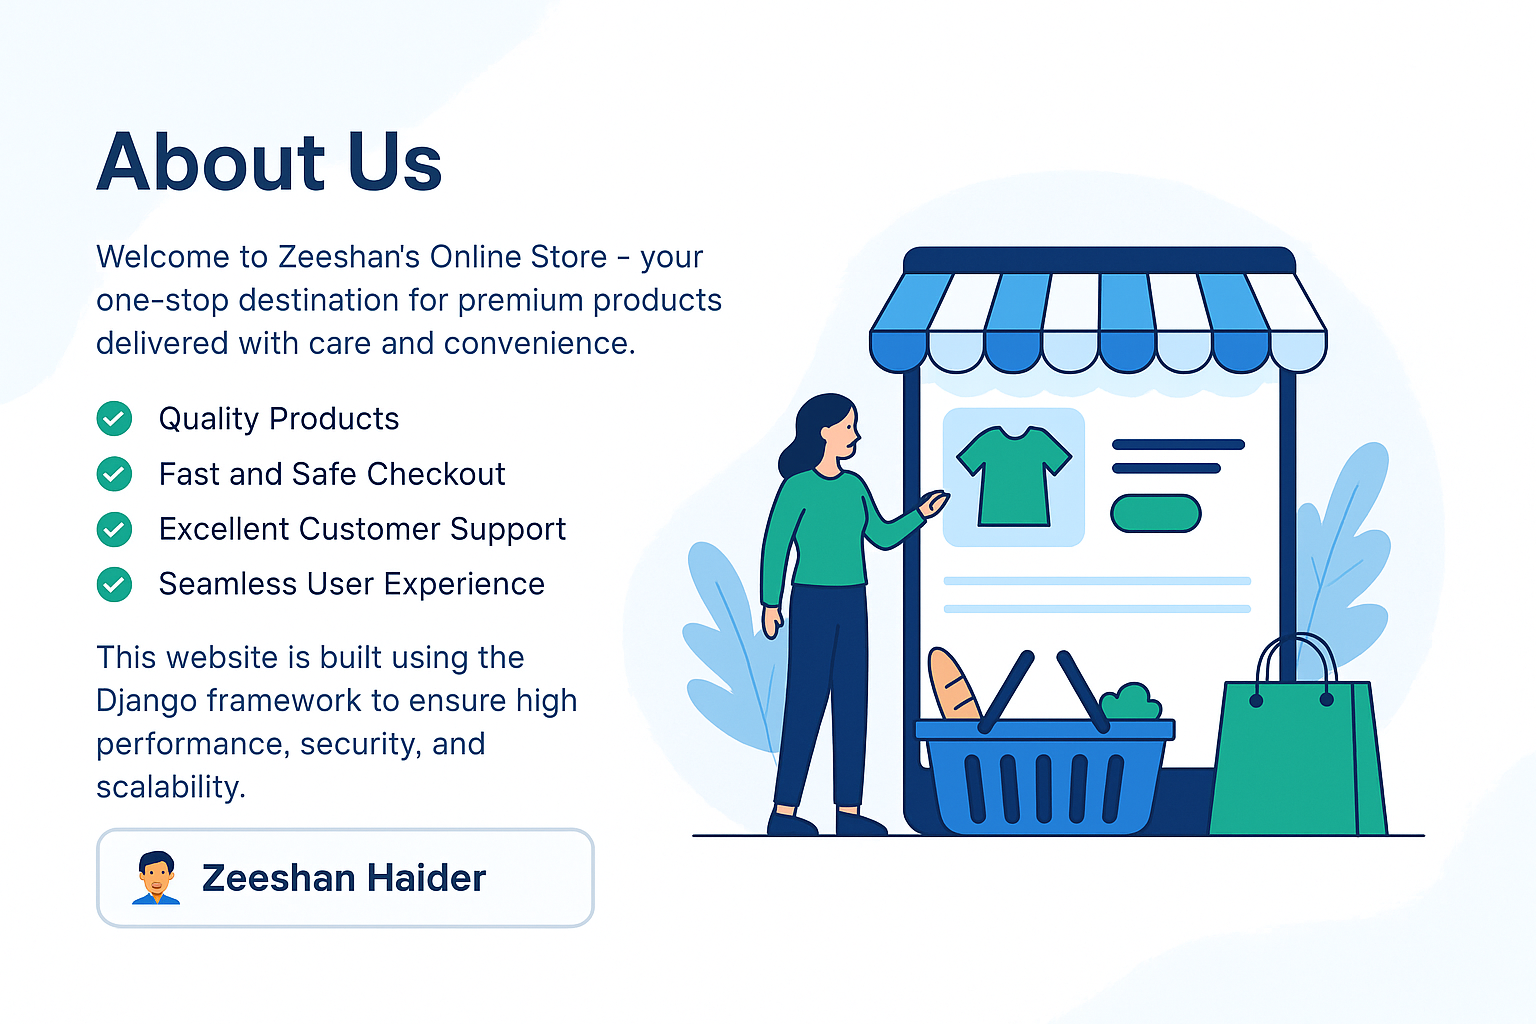 About Us
Welcome to Zeeshan's Online Store - your
one-stop destination for premium products
delivered with care and convenience.
Quality Products
Fast and Safe Checkout
Excellent Customer Support
Seamless User Experience
This website is built using the
Django framework to ensure high
performance, security, and
scalability.
Zeeshan Haider